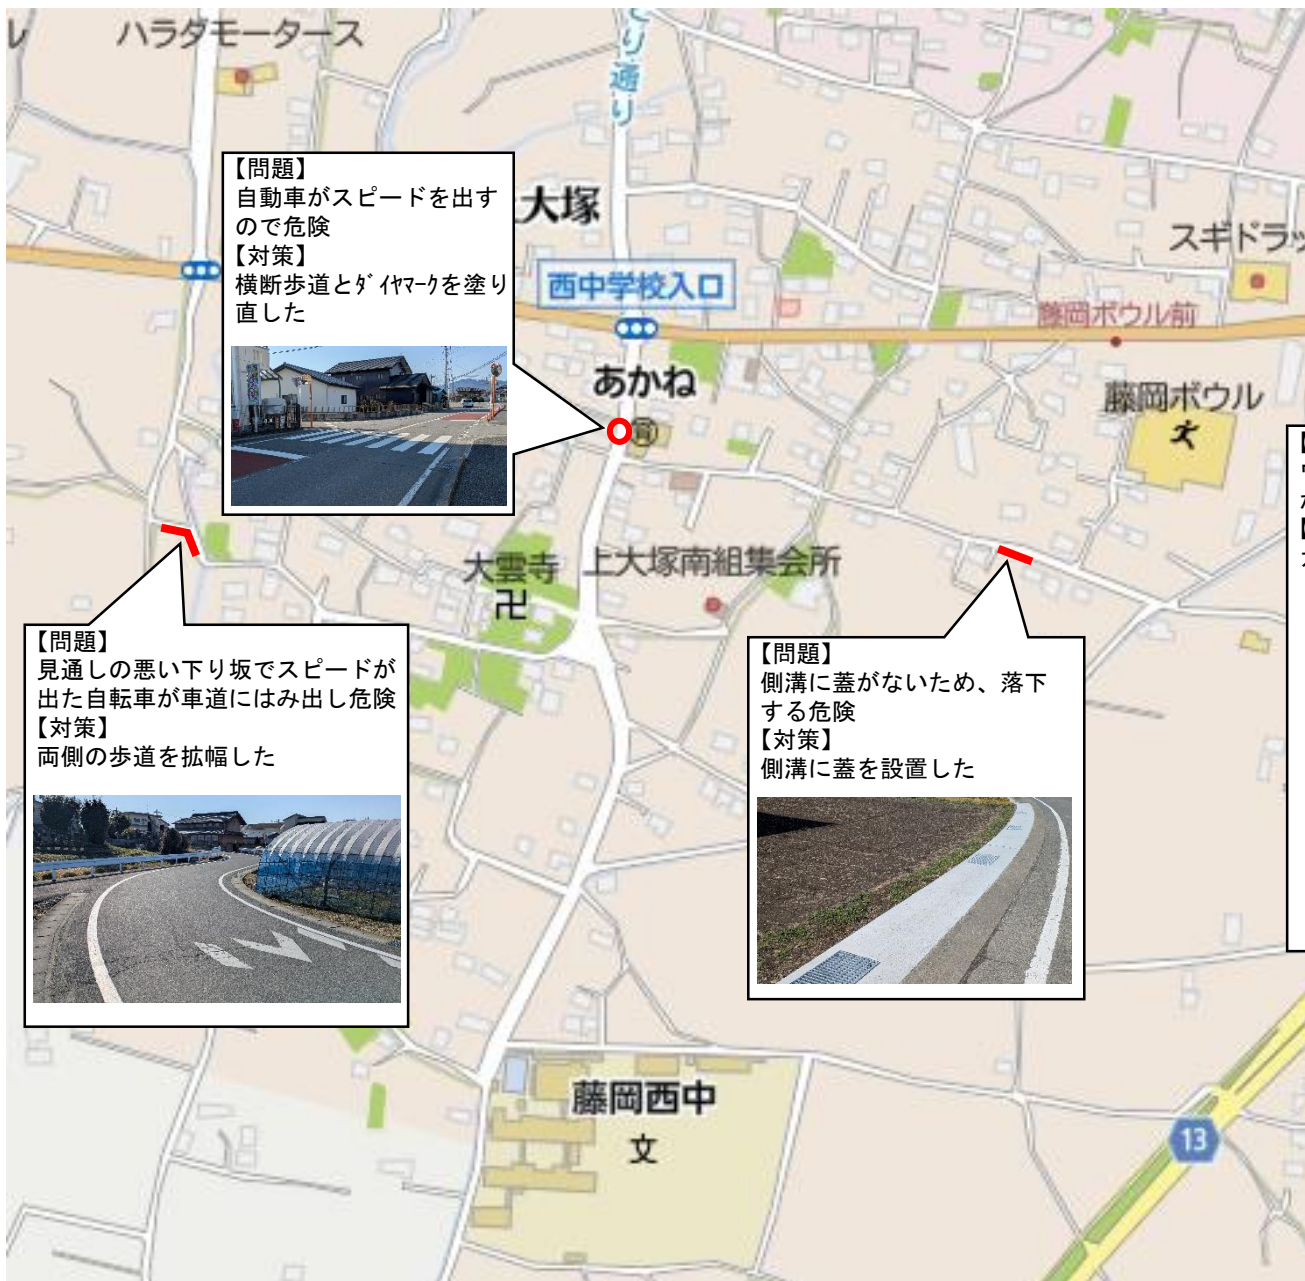 ハラダモータース
とり通り
【問題】
自動車がスピードを出す
ので危険
【対策】
横断歩道とﾀﾞｲﾔﾏｰｸを塗り
直した
大塚
スギドラッ
西中学校入口
藤岡ボウル前
あかね
藤岡ボウル
大雲寺
卍
上大塚南組集会所
【問題】
見通しの悪い下り坂でスピードが
出た自転車が車道にはみ出し危険
【対策】
両側の歩道を拡幅した
【問題】
側溝に蓋がないため、落下
する危険
【対策】
側溝に蓋を設置した
藤岡西中
文
13